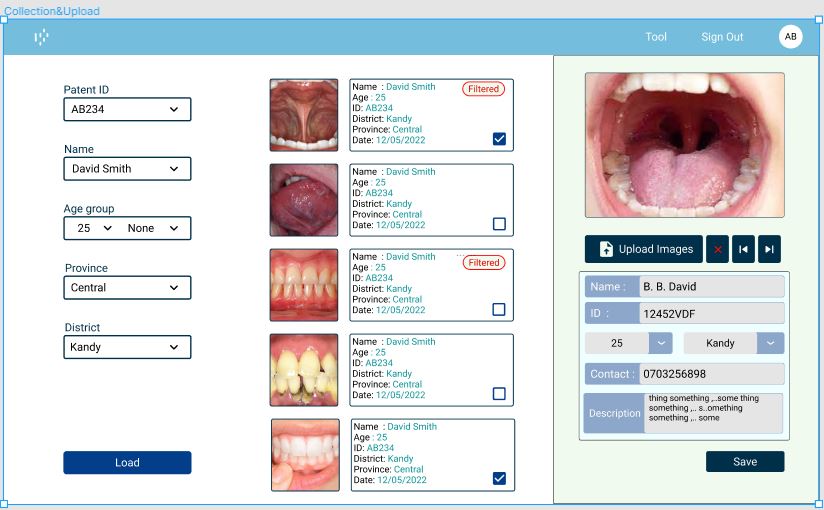 Collection&Upload
Tool
Sign Out
AB
Patent ID
AB234
Name
David Smith
Age group
25
None
Province
Central
District
Kandy
Load
Name : David Smith
Age : 25
ID: AB234
District: Kandy
Province: Central
Date: 12/05/2022
Filtered
Name : David Smith
Age : 25
ID: AB234
District: Kandy
Province: Central
Date: 12/05/2022
Name : David Smith
Age : 25
ID: AB234
District: Kandy
Province: Central
Date: 12/05/2022
Filtered
Name : David Smith
Age : 25
ID: AB234
District: Kandy
Province: Central
Date: 12/05/2022
Name : David Smith
Age : 25
ID: AB234
District: Kandy
Province: Central
Date: 12/05/2022
Upload Images
Name : B. B. David
ID : 12452VDF
25
Kandy
Contact : 0703256898
Description
thing something ,..some thing
something ,.. s..omething
something ,.. some
Save